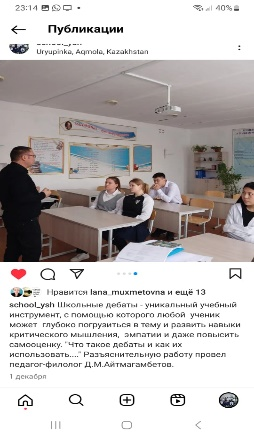 23:14
40%
Публикации
school_ysh
Uryupinka, Aqmola, Kazakhstan
Нравится lana_muxmetovna и ещё 13
school_ysh Школьные дебаты - уникальный учебный
инструмент, с помощью которого любой ученик
может глубоко погрузиться в тему и развить навыки
критического мышления, эмпатии и даже повысить
самооценку. "Что такое дебаты и как их
использовать...." Разъяснительную работу провел
педагог-филолог Д.М.Айтмагамбетов.
1 декабря